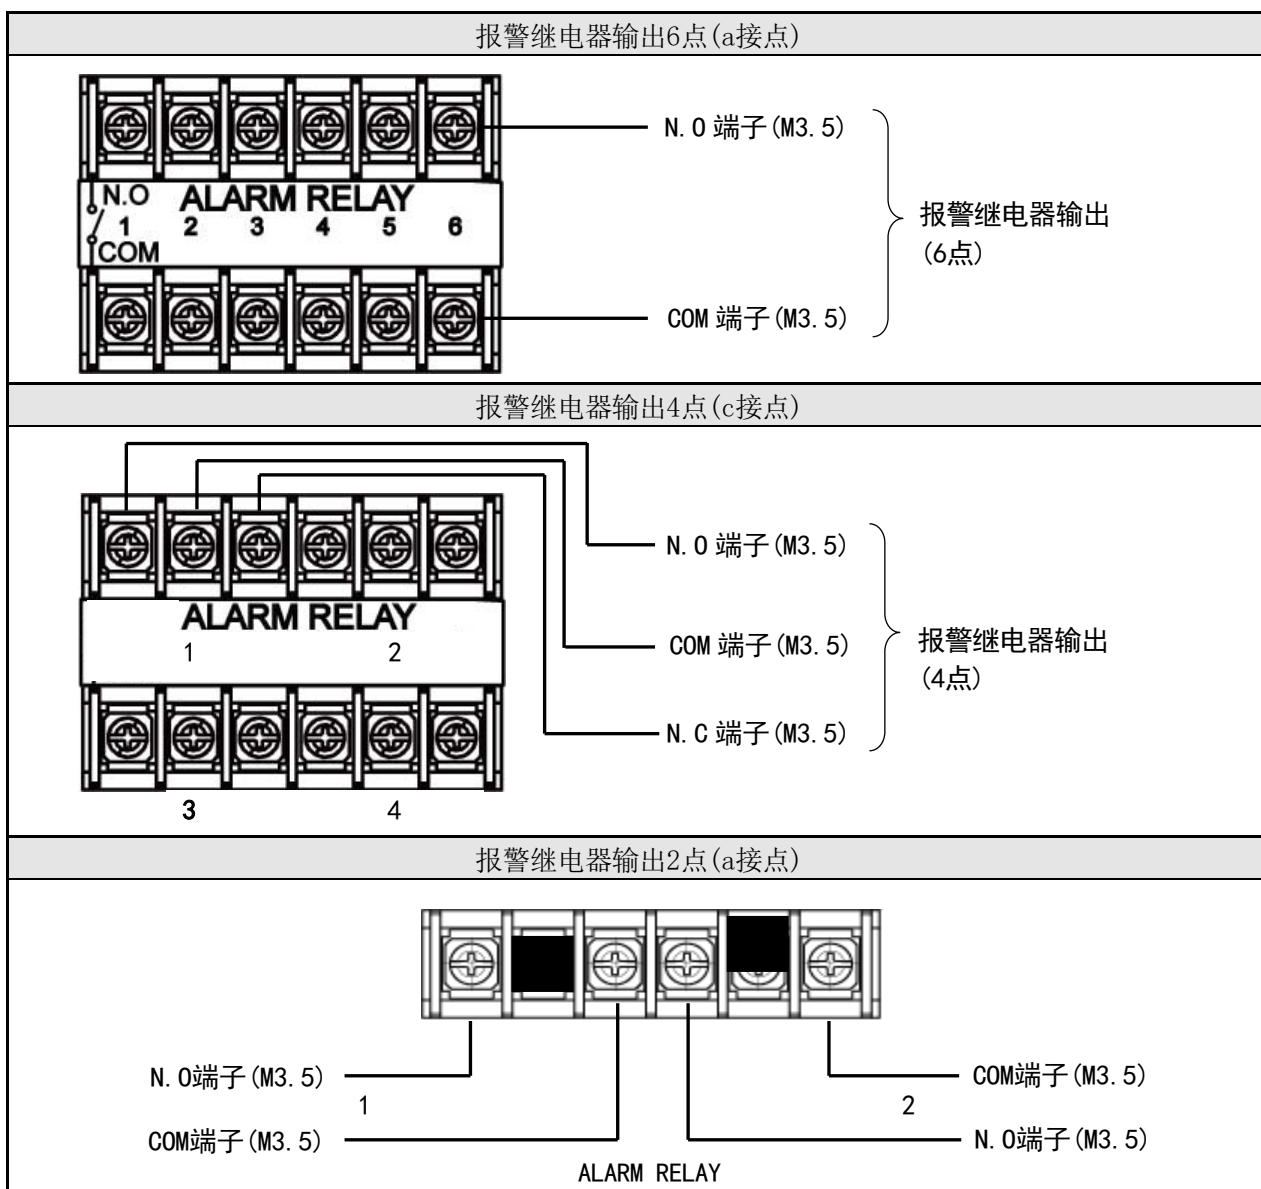 报警继电器输出6点(a接点)
N.O 端子(M3.5)
N.O ALARM RELAY
1 2 3 4 5 6
COM
报警继电器输出
(6点)
COM 端子(M3.5)
报警继电器输出4点(c接点)
N.O 端子(M3.5)
ALARM RELAY
1 2
COM 端子(M3.5)
报警继电器输出
(4点)
N.C 端子(M3.5)
3 4
报警继电器输出2点(a接点)
N.O端子(M3.5)
COM端子(M3.5)
1 2
COM端子(M3.5)
N.O端子(M3.5)
ALARM RELAY